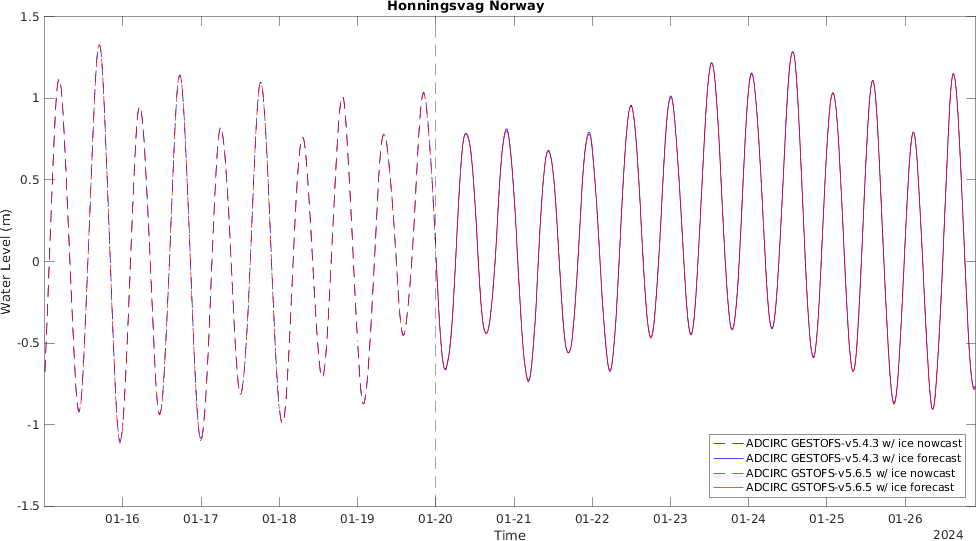 Honningsvag Norway
1.5
1
0.5
0
-0.5
-1
-1.5
Water Level (m)
01-16 01-17 01-18 01-19 01-20 01-21 01-22 01-23 01-24 01-25 01-26
Time
2024
ADCIRC GESTOFS-v5.4.3 w/ ice nowcast
ADCIRC GESTOFS-v5.4.3 w/ ice forecast
ADCIRC GSTOFS-v5.6.5 w/ ice nowcast
ADCIRC GSTOFS-v5.6.5 w/ ice forecast